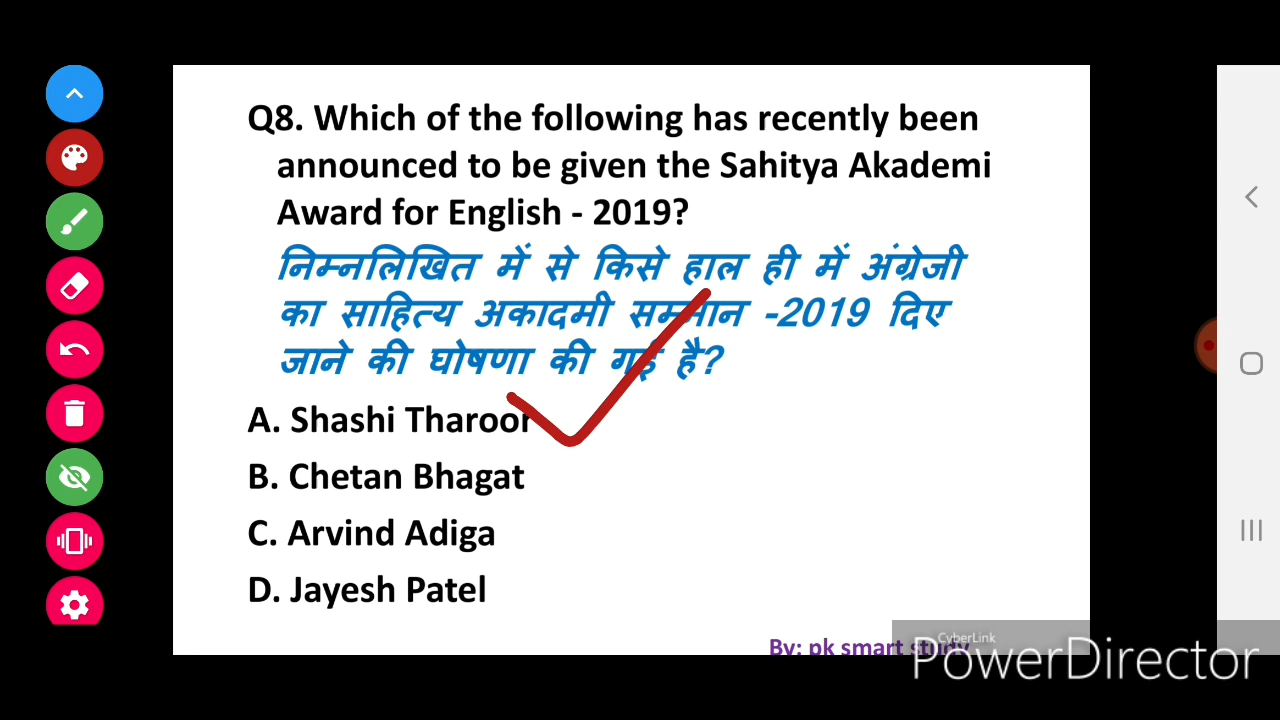 Q8. Which of the following has recently been
announced to be given the Sahitya Akademi
Award for English - 2019?
निम्नलिखित में से किसे हाल ही में अंग्रेजी
का साहित्य अकादमी सम्मान -2019 दिए
जाने की घोषणा की गई है?
A. Shashi Tharoor
B. Chetan Bhagat
C. Arvind Adiga
D. Jayesh Patel
By: pk smart study
CyberLink
PowerDirector